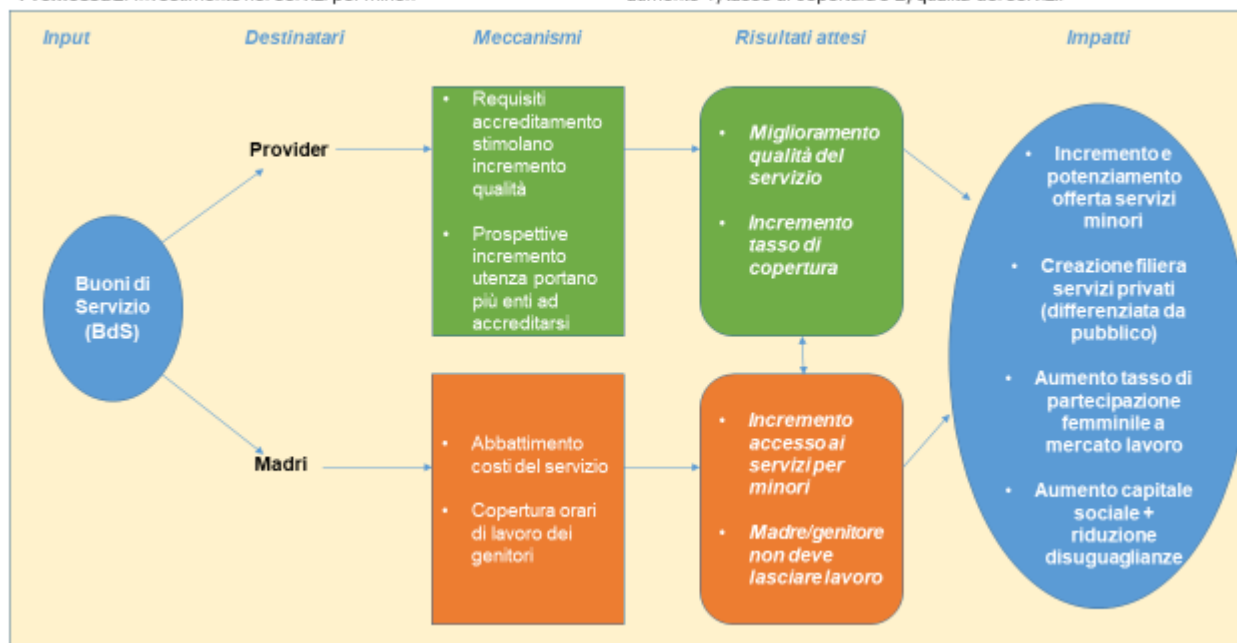 Input
Destinatari
Meccanismi
Risultati attesi
Impatti
Buoni di
Servizio
(BdS)
Provider
Madri
• Requisiti
accreditamento
stimolano
incremento
qualità
• Prospettive
incremento
utenza portano
più enti ad
accreditarsi
• Abbattimento
costi del servizio
• Copertura orari
di lavoro dei
genitori
• Miglioramento
qualità del
servizio
• Incremento
tasso di
copertura
• Incremento
accesso ai
servizi per
minori
• Madre/genitore
non deve
lasciare lavoro
• Incremento e
potenziamento
offerta servizi
minori
• Creazione filiera
servizi privati
(differenziata da
pubblico)
• Aumento tasso di
partecipazione
femminile a
mercato lavoro
• Aumento capitale
sociale +
riduzione
disuguaglianze